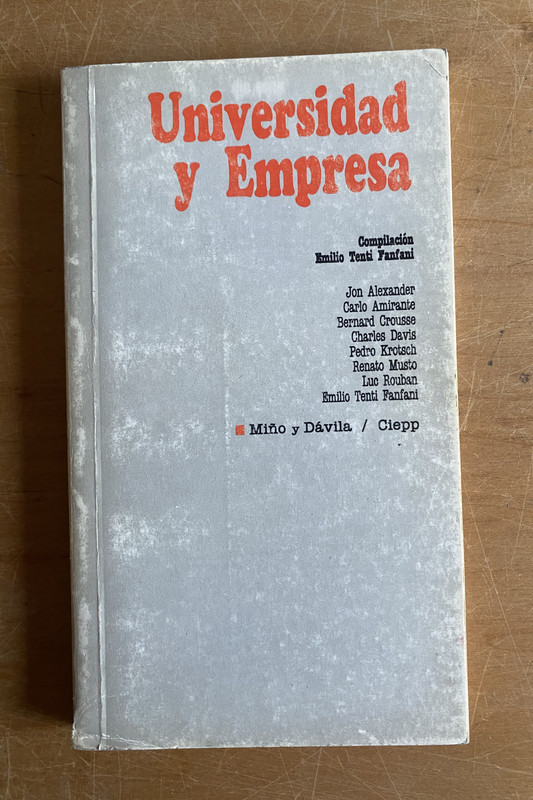 Universidad
y Empresa
Compilación
Emilio Tenti Fanfani
Jon Alexander
Carlo Amirante
Bernard Crousse
Charles Davis
Pedro Krotsch
Renato Musto
Luc Rouban
Emilio Tenti Fanfani
Miño y Dávila / Ciepp